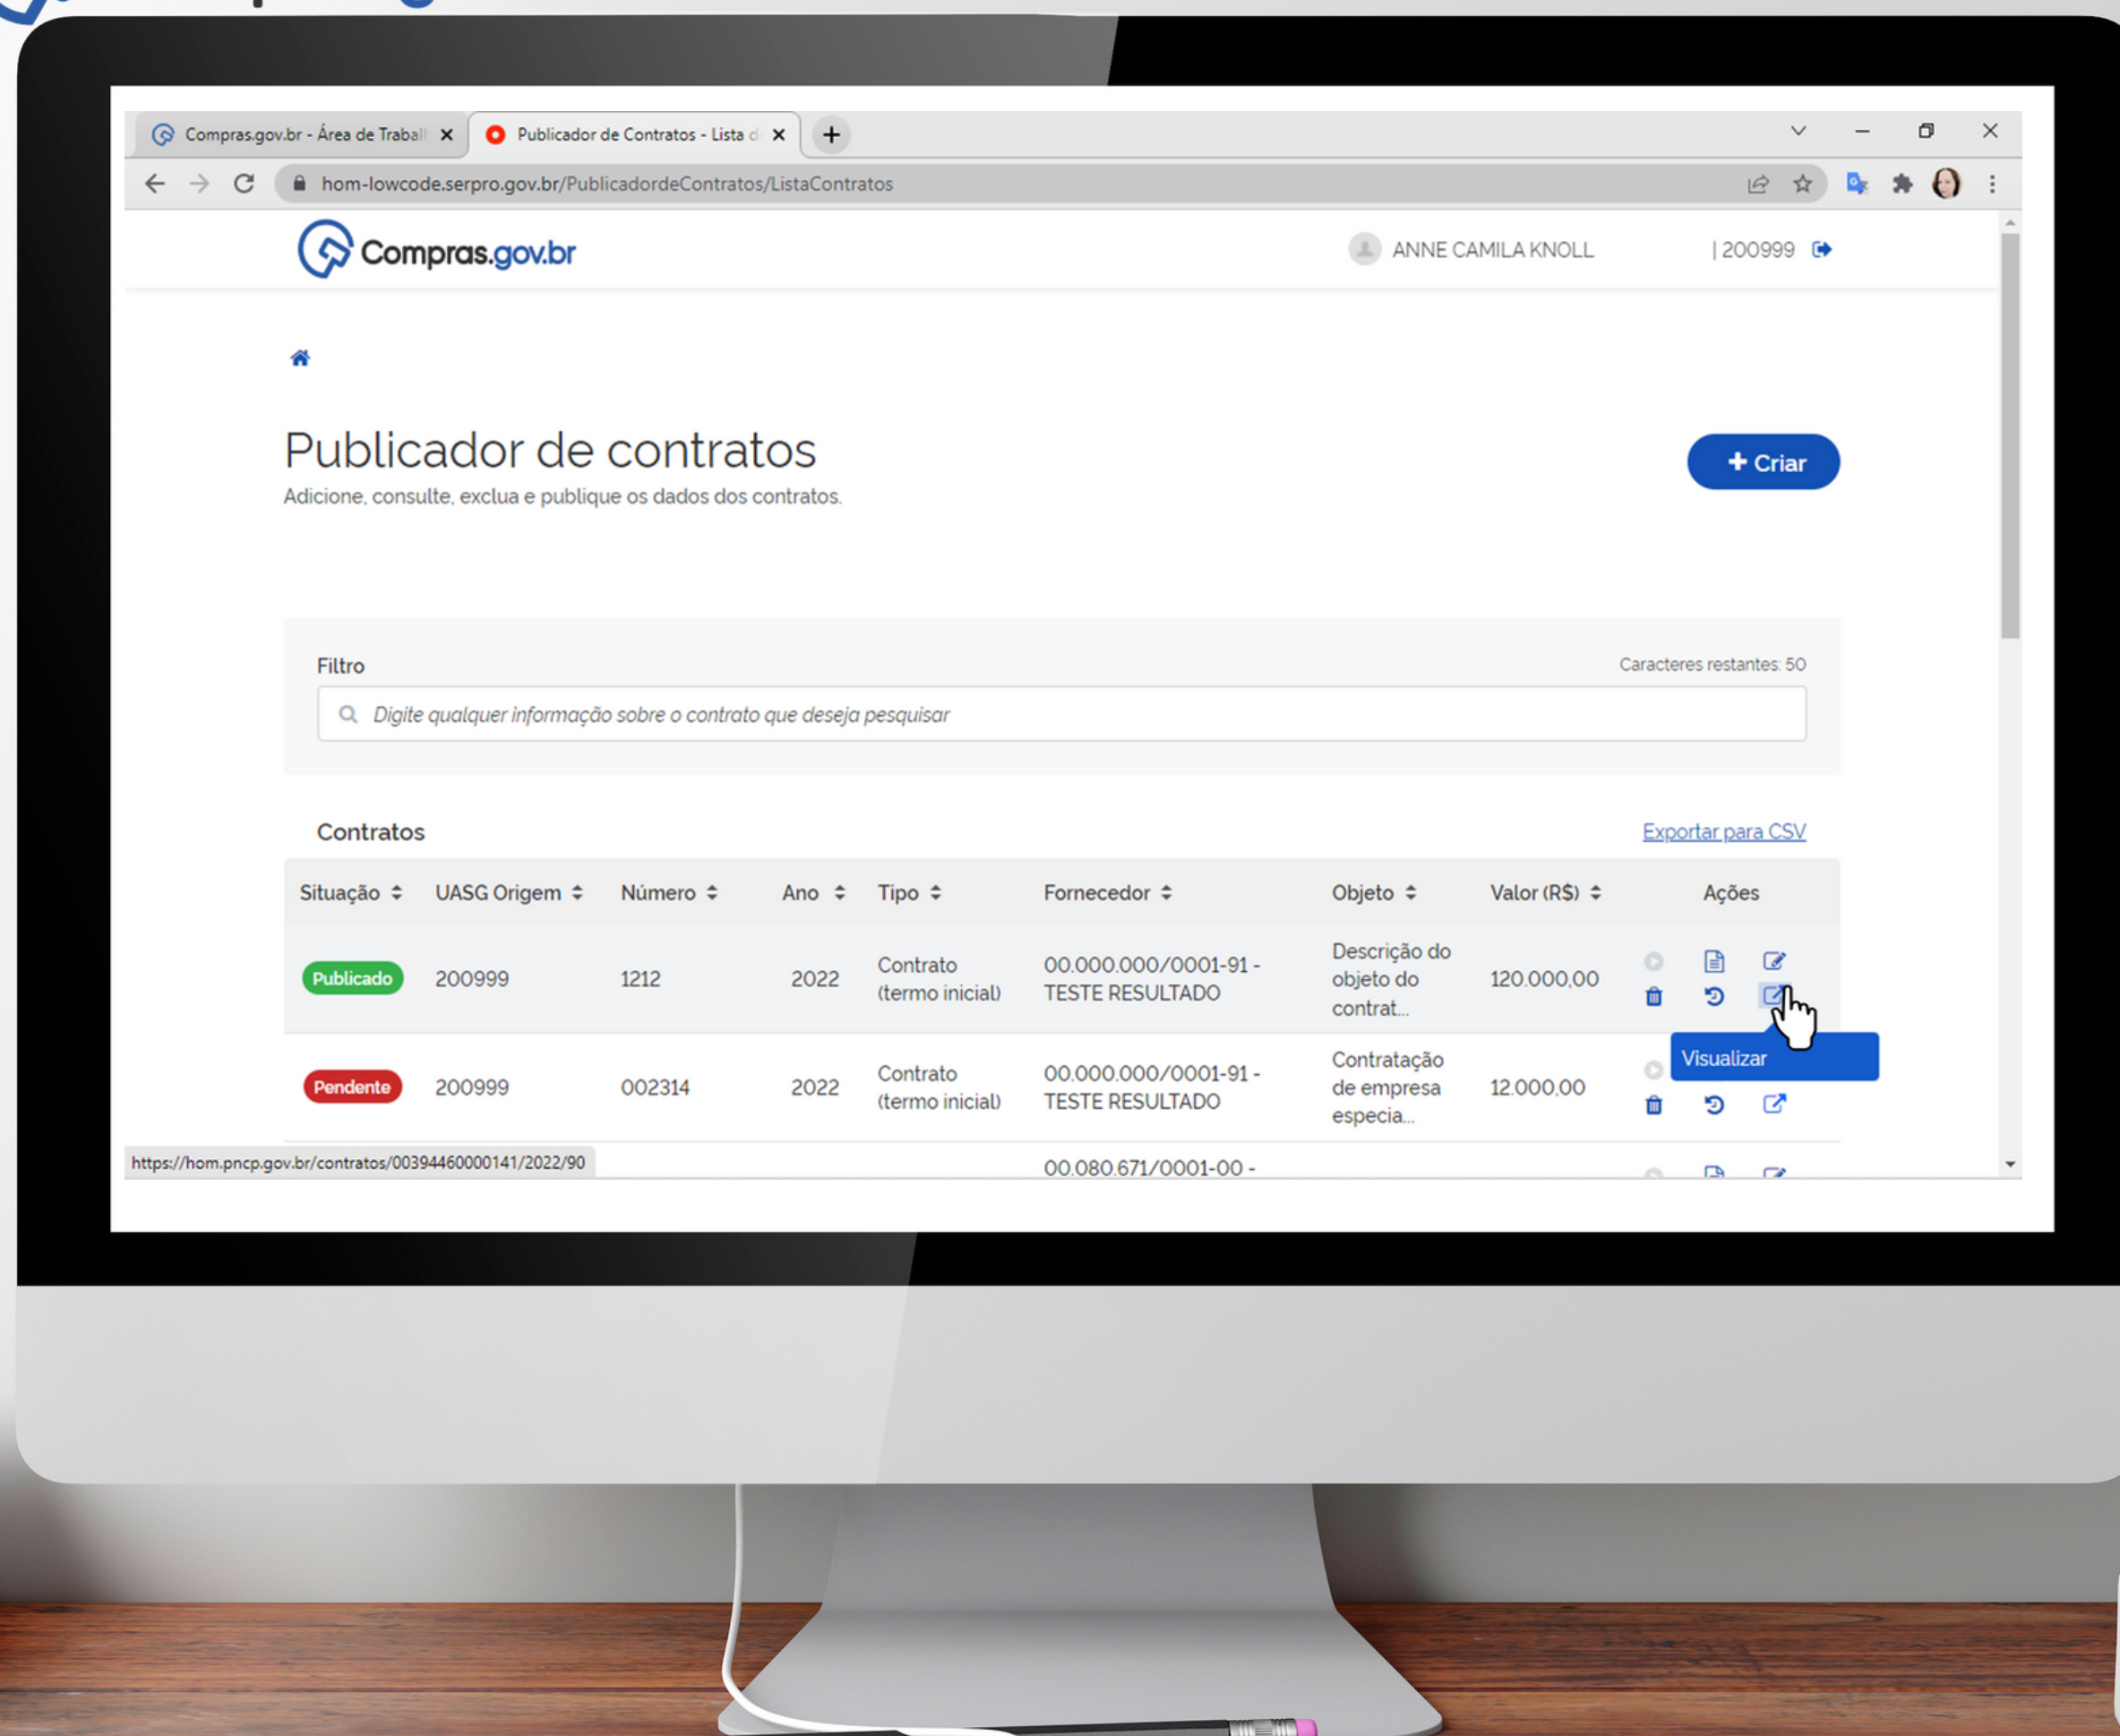 Compras.gov.br - Área de Trabal
Publicador de Contratos - Lista d
hom-lowcode.serpro.gov.br/PublicadordeContratos/ListaContratos
Compras.gov.br
ANNE CAMILA KNOLL | 200999
Publicador de contratos
+ Criar
Adicione, consulte, exclua e publique os dados dos contratos.
Filtro
Caracteres restantes: 50
Digite qualquer informação sobre o contrato que deseja pesquisar
Contratos
Exportar para CSV
Situação UASG Origem Número Ano Tipo Fornecedor Objeto Valor (R$) Ações
Publicado 200999 1212 2022
Contrato
(termo inicial)
00.000.000/0001-91 -
TESTE RESULTADO
Descrição do
objeto do
contrat...
120.000,00
Visualizar
Pendente 200999 002314 2022
Contrato
(termo inicial)
00.000.000/0001-91 -
TESTE RESULTADO
Contratação
de empresa
especia...
12.000,00
00.080.671/0001-00 -
https://hom.pncp.gov.br/contratos/00394460000141/2022/90